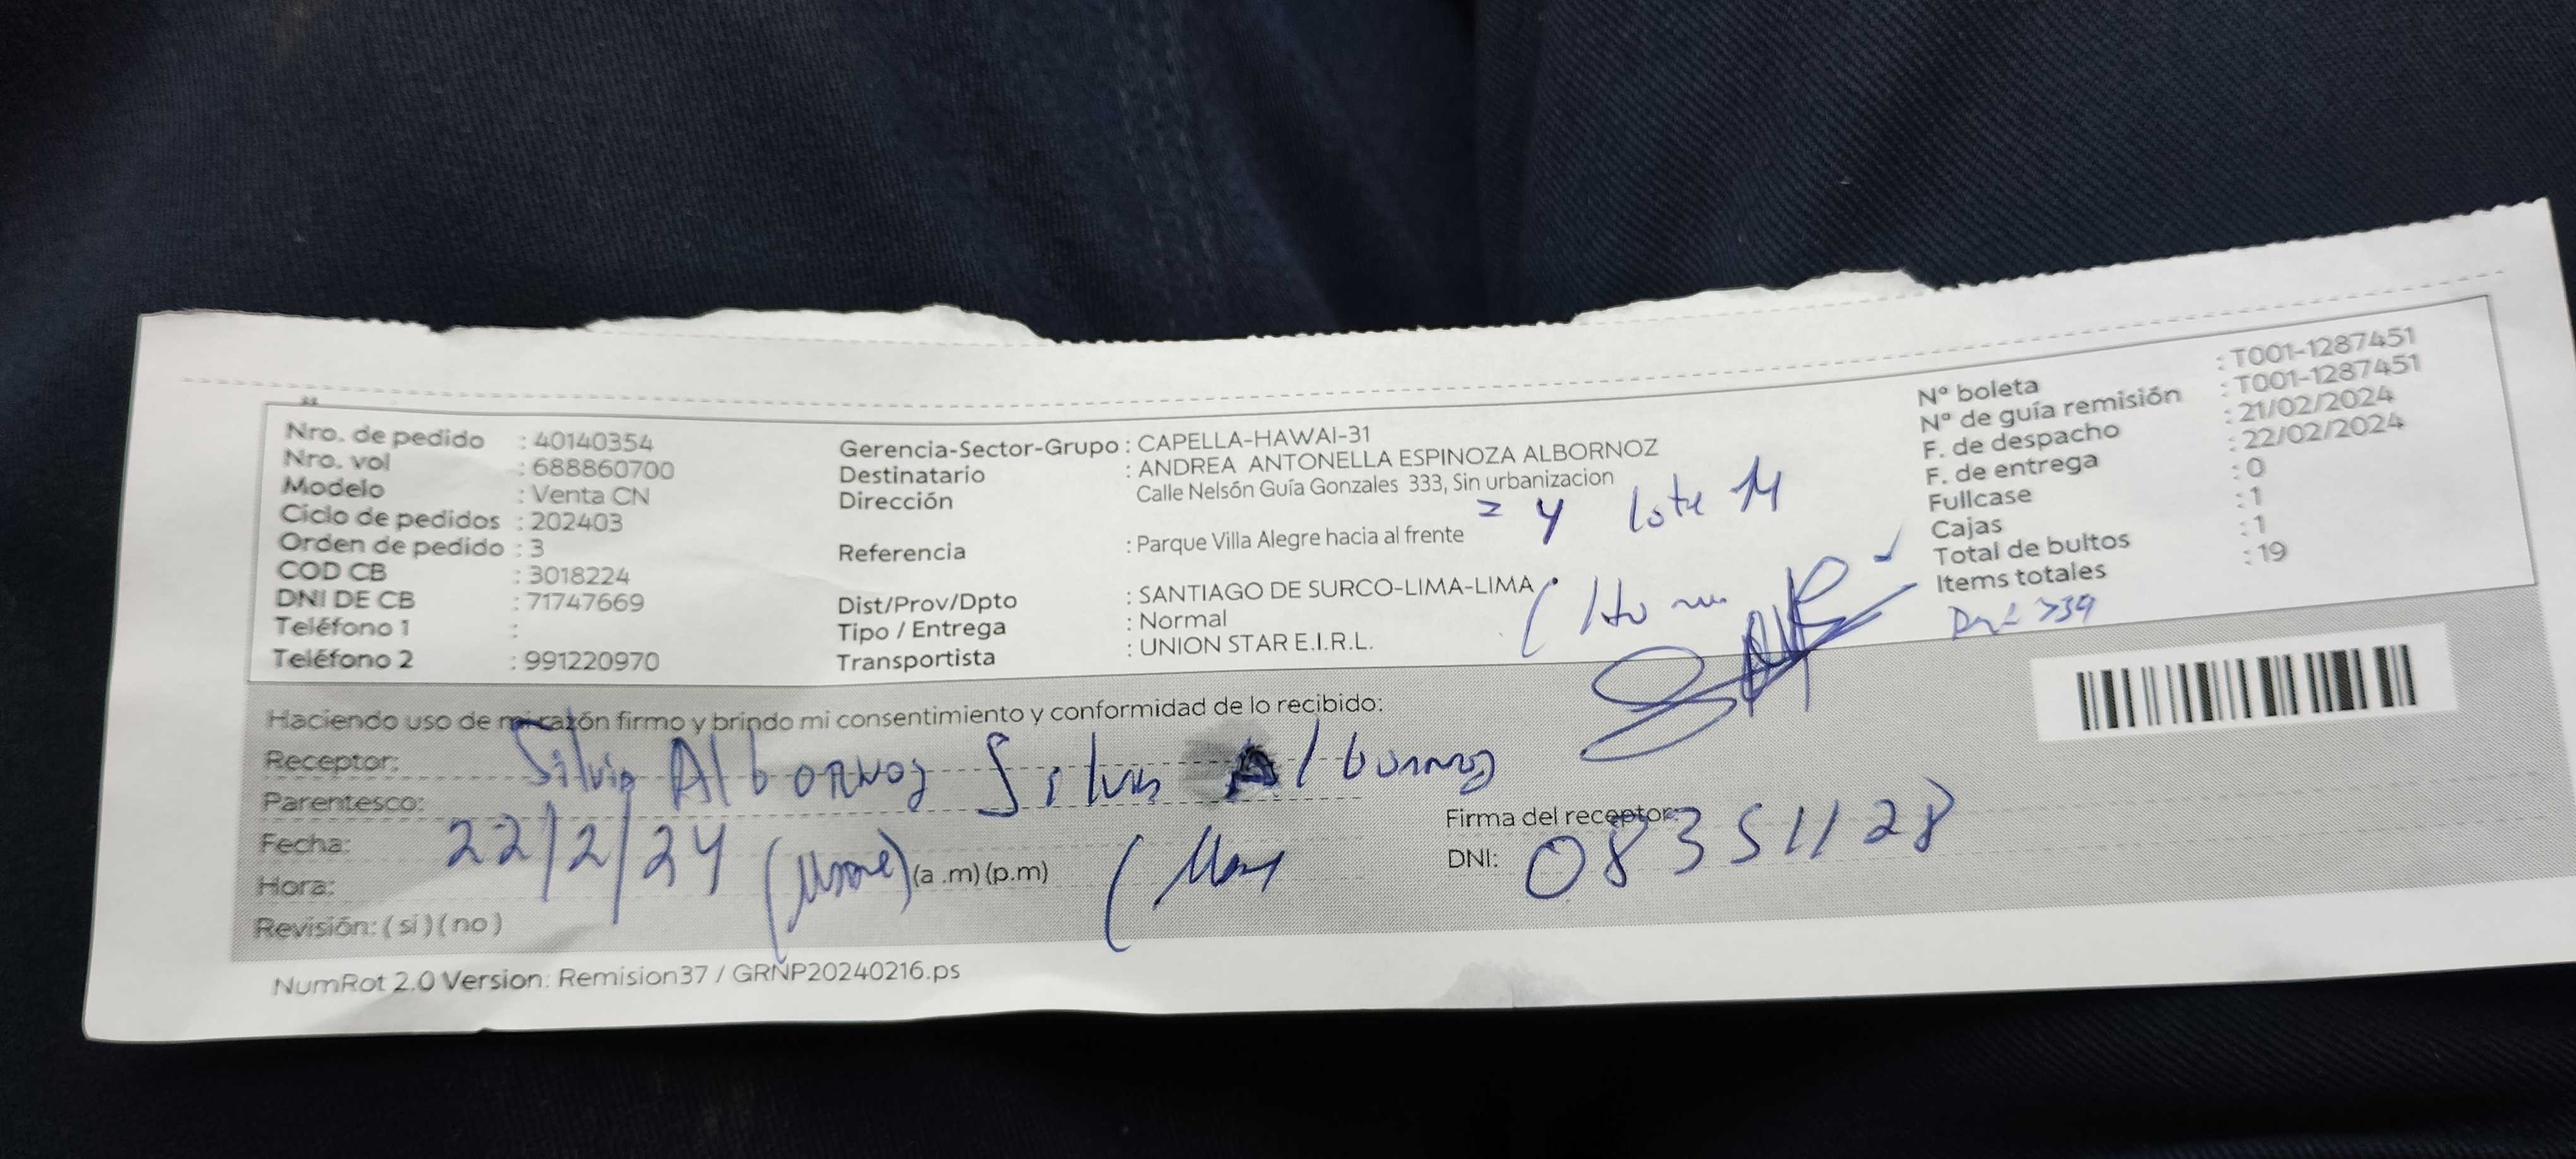 Nro. de pedido : 40140354
Nro. vol : 688860700
Modelo : Venta CN
Ciclo de pedidos : 202403
Orden de pedido : 3
COD CB : 3018224
DNI DE CB : 71747669
Teléfono 1 :
Teléfono 2 : 991220970
Gerencia-Sector-Grupo : CAPELLA-HAWAI-31
Destinatario : ANDREA ANTONELLA ESPINOZA ALBORNOZ
Dirección Calle Nelsón Guía Gonzales 333, Sin urbanizacion
lote 14
Referencia : Parque Villa Alegre hacia al frente
Dist/Prov/Dpto : SANTIAGO DE SURCO-LIMA-LIMA
Tipo / Entrega : Normal
Transportista : UNION STAR E.I.R.L.
N° boleta : T001-1287451
N° de guía remisión : T001-1287451
F. de despacho : 21/02/2024
F. de entrega : 22/02/2024
Fullcase : 0
Cajas : 1
Total de bultos : 1
Items totales : 19
Haciendo uso de mi razón firmo y brindo mi consentimiento y conformidad de lo recibido:
Receptor: Silvia Albornoz Silvia Albornoz
Parentesco:
Fecha: 22/2/24
Hora: (a .m) (p.m)
Revisión: ( si ) ( no )
Firma del receptor:
DNI: 08351128
NumRot 2.0 Version: Remision37 / GRNP20240216.ps